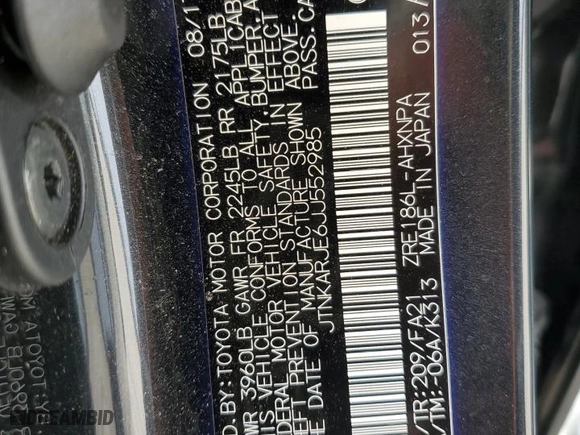 D.BY:TOYOTA MOTOR CORPORATION 08/1
WR 3960LB GAWR FR 2245LB RR 2175LB
IS VEHICLE CONFORMS TO ALL APPLICAB
DERAL MOTOR VEHICLE SAFETY, BUMPER, A
EFT PREVENTION STANDARDS IN EFFECT
E DATE OF MANUFACTURE SHOWN ABOVE.
JTNKARJE6JJ552985 PASS.CA
/TR:209/FA21 ZRE186L-AHXNPA
/TM:-06A/K313 MADE IN JAPAN 013
DREAMBID